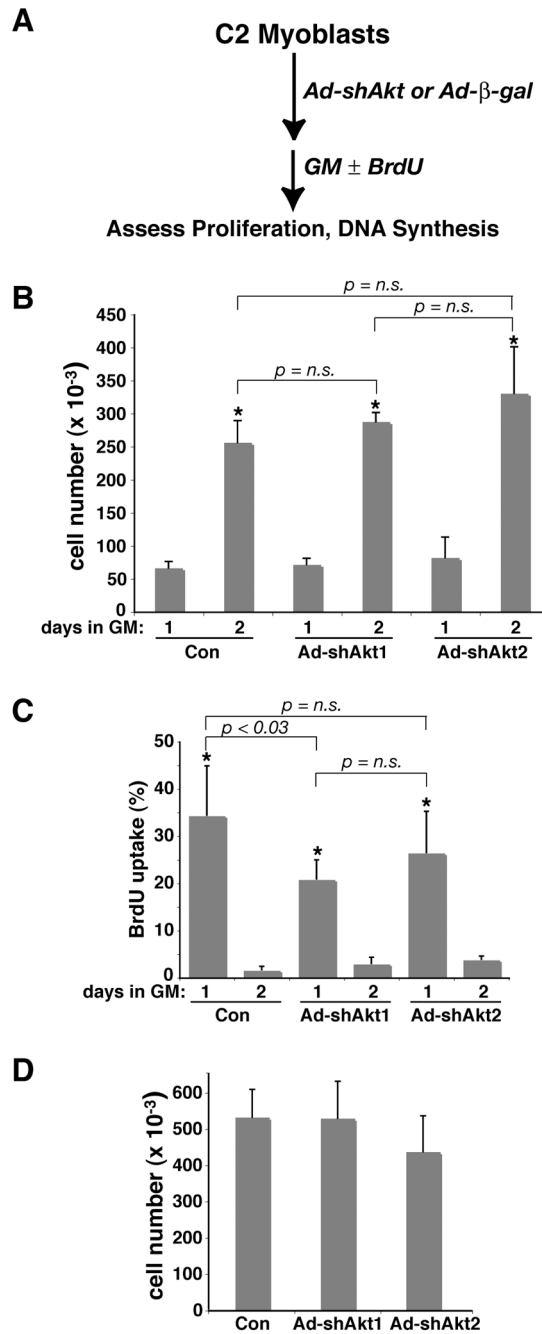 A
C2 Myoblasts
Ad-shAkt or Ad-β-gal
GM ± BrdU
Assess Proliferation, DNA Synthesis
B
p = n.s.
p = n.s.
p = n.s.
cell number (x 10⁻³)
450
400
350
300
250
200
150
100
50
0
* * *
days in GM: 1 2 1 2 1 2
Con Ad-shAkt1 Ad-shAkt2
C
p = n.s.
p < 0.03
p = n.s.
BrdU uptake (%)
50
40
30
20
10
0
* * *
days in GM: 1 2 1 2 1 2
Con Ad-shAkt1 Ad-shAkt2
D
cell number (x 10⁻³)
600
500
400
300
200
100
0
Con Ad-shAkt1 Ad-shAkt2